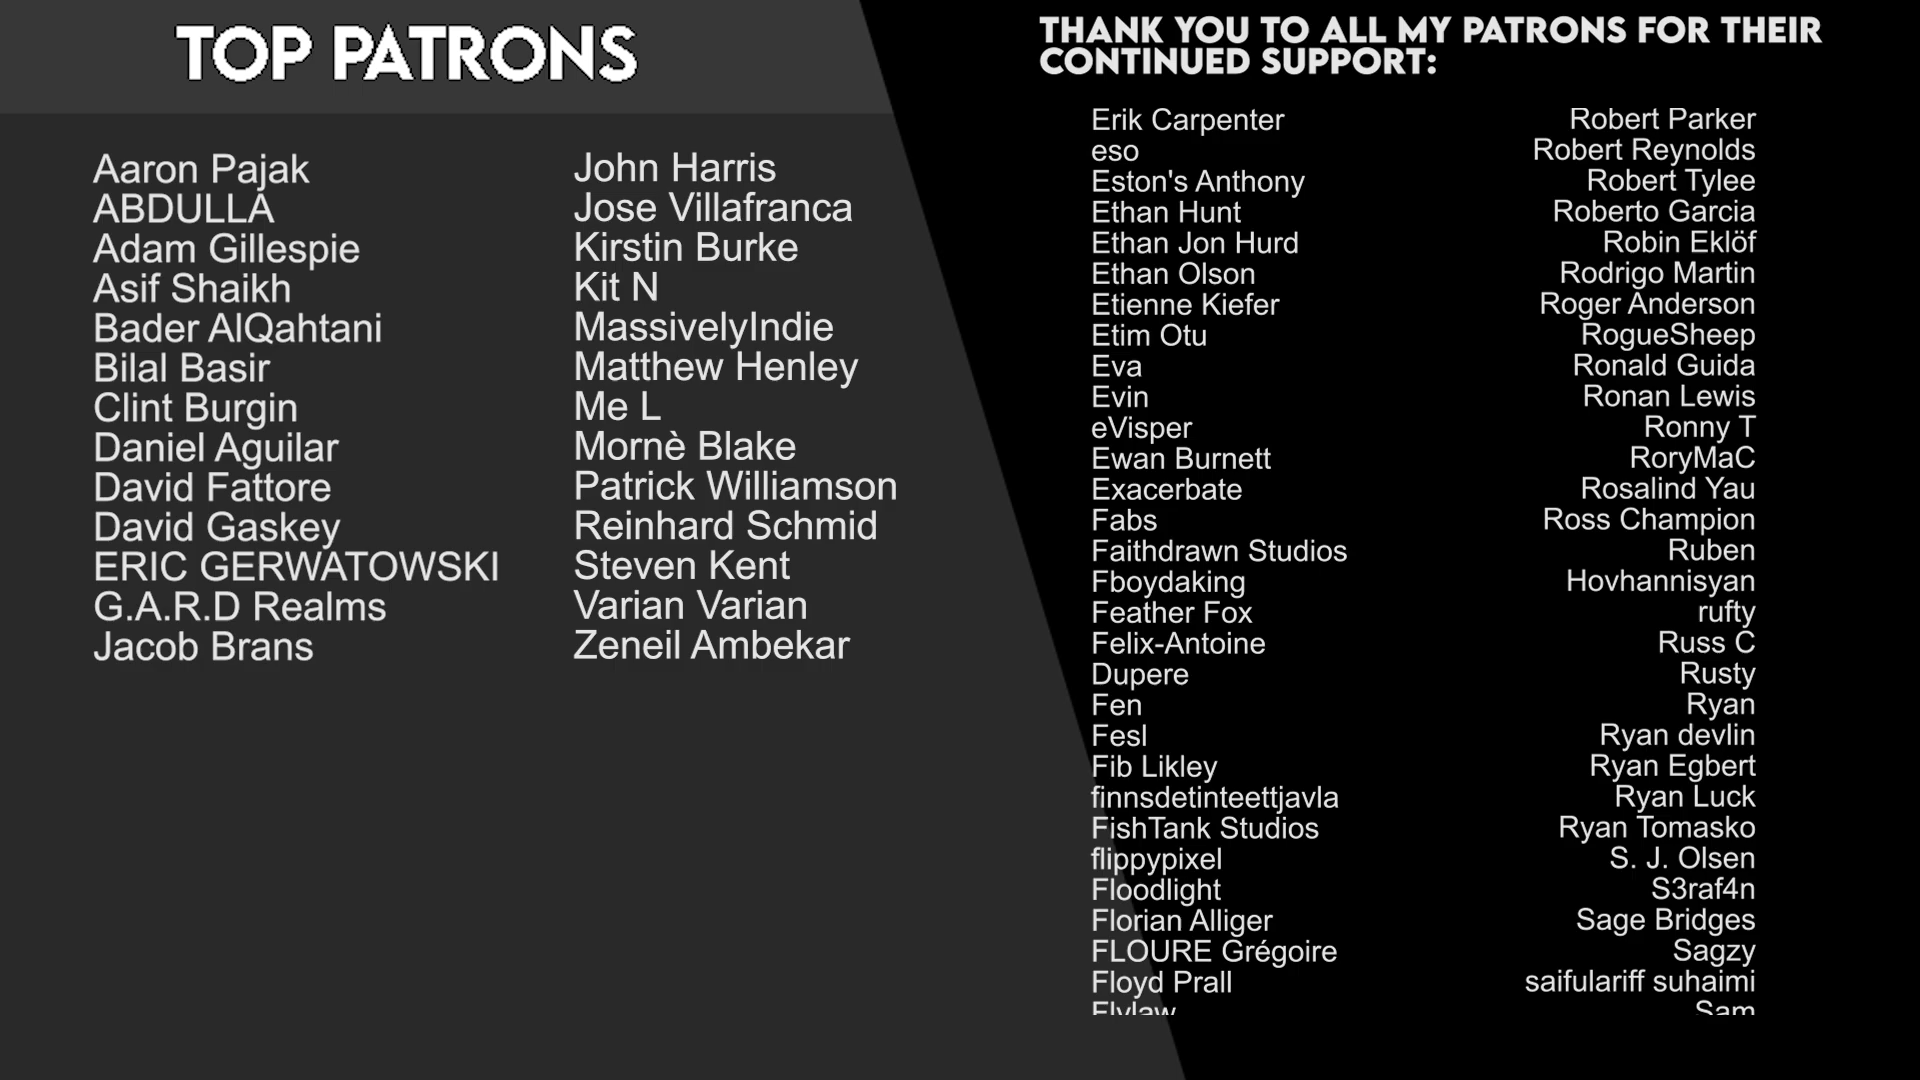 TOP PATRONS
Aaron Pajak
ABDULLA
Adam Gillespie
Asif Shaikh
Bader AlQahtani
Bilal Basir
Clint Burgin
Daniel Aguilar
David Fattore
David Gaskey
ERIC GERWATOWSKI
G.A.R.D Realms
Jacob Brans
John Harris
Jose Villafranca
Kirstin Burke
Kit N
MassivelyIndie
Matthew Henley
Me L
Mornè Blake
Patrick Williamson
Reinhard Schmid
Steven Kent
Varian Varian
Zeneil Ambekar
THANK YOU TO ALL MY PATRONS FOR THEIR
CONTINUED SUPPORT:
Erik Carpenter
eso
Eston's Anthony
Ethan Hunt
Ethan Jon Hurd
Ethan Olson
Etienne Kiefer
Etim Otu
Eva
Evin
eVisper
Ewan Burnett
Exacerbate
Fabs
Faithdrawn Studios
Fboydaking
Feather Fox
Felix-Antoine
Dupere
Fen
Fesl
Fib Likley
finnsdetinteettjavla
FishTank Studios
flippypixel
Floodlight
Florian Alliger
FLOURE Grégoire
Floyd Prall
Flylaw
Robert Parker
Robert Reynolds
Robert Tylee
Roberto Garcia
Robin Eklöf
Rodrigo Martin
Roger Anderson
RogueSheep
Ronald Guida
Ronan Lewis
Ronny T
RoryMaC
Rosalind Yau
Ross Champion
Ruben
Hovhannisyan
rufty
Russ C
Rusty
Ryan
Ryan devlin
Ryan Egbert
Ryan Luck
Ryan Tomasko
S. J. Olsen
S3raf4n
Sage Bridges
Sagzy
saifulariff suhaimi
Sam